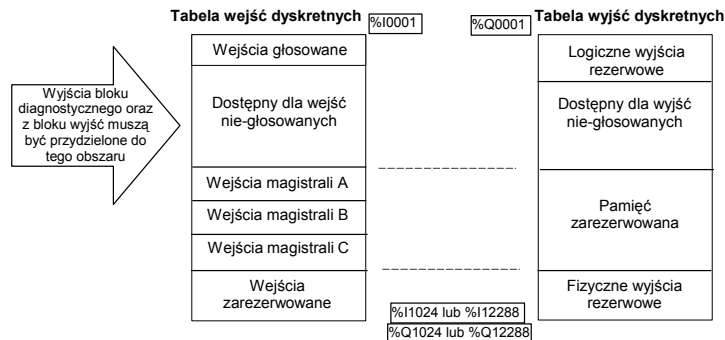 Tabela wejść dyskretnych
%I0001
%Q0001
Tabela wyjść dyskretnych
Wejścia głosowane
Dostępny dla wejść
nie-głosowanych
Wejścia magistrali A
Wejścia magistrali B
Wejścia magistrali C
Wejścia
zarezerwowane
Wyjścia bloku
diagnostycznego oraz
z bloku wyjść muszą
być przydzielone do
tego obszaru
Logiczne wyjścia
rezerwowe
Dostępny dla wyjść
nie-głosowanych
Pamięć
zarezerwowana
Fizyczne wyjścia
rezerwowe
%I1024 lub %I12288
%Q1024 lub %Q12288